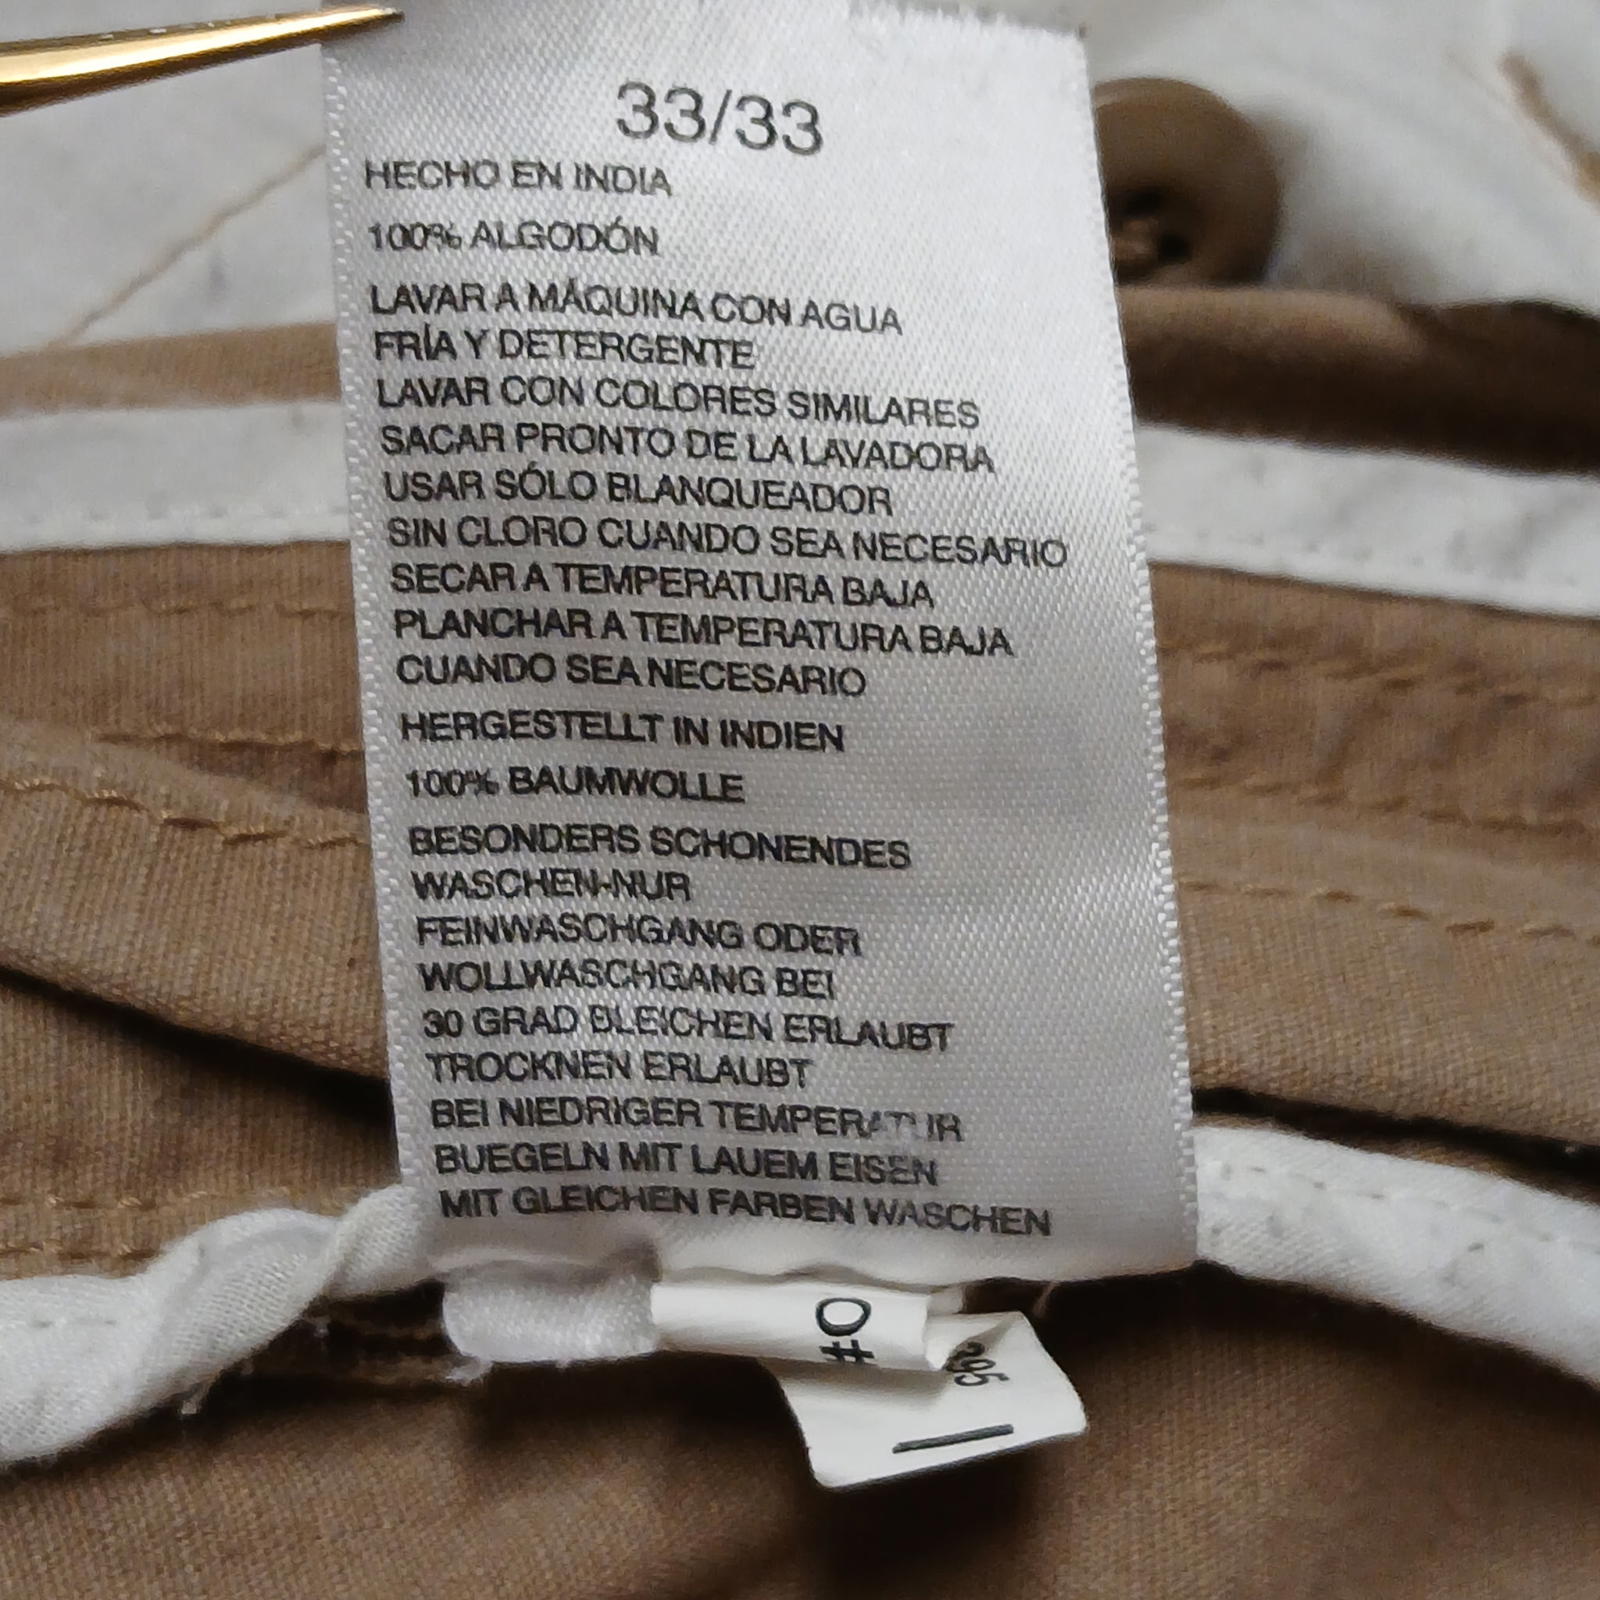 33/33
HECHO EN INDIA
100% ALGODÓN
LAVAR A MÁQUINA CON AGUA
FRÍA Y DETERGENTE
LAVAR CON COLORES SIMILARES
SACAR PRONTO DE LA LAVADORA
USAR SÓLO BLANQUEADOR
SIN CLORO CUANDO SEA NECESARIO
SECAR A TEMPERATURA BAJA
PLANCHAR A TEMPERATURA BAJA
CUANDO SEA NECESARIO
HERGESTELLT IN INDIEN
100% BAUMWOLLE
BESONDERS SCHONENDES
WASCHEN-NUR
FEINWASCHGANG ODER
WOLLWASCHGANG BEI
30 GRAD BLEICHEN ERLAUBT
TROCKNEN ERLAUBT
BEI NIEDRIGER TEMPERATUR
BUEGELN MIT LAUEM EISEN
MIT GLEICHEN FARBEN WASCHEN